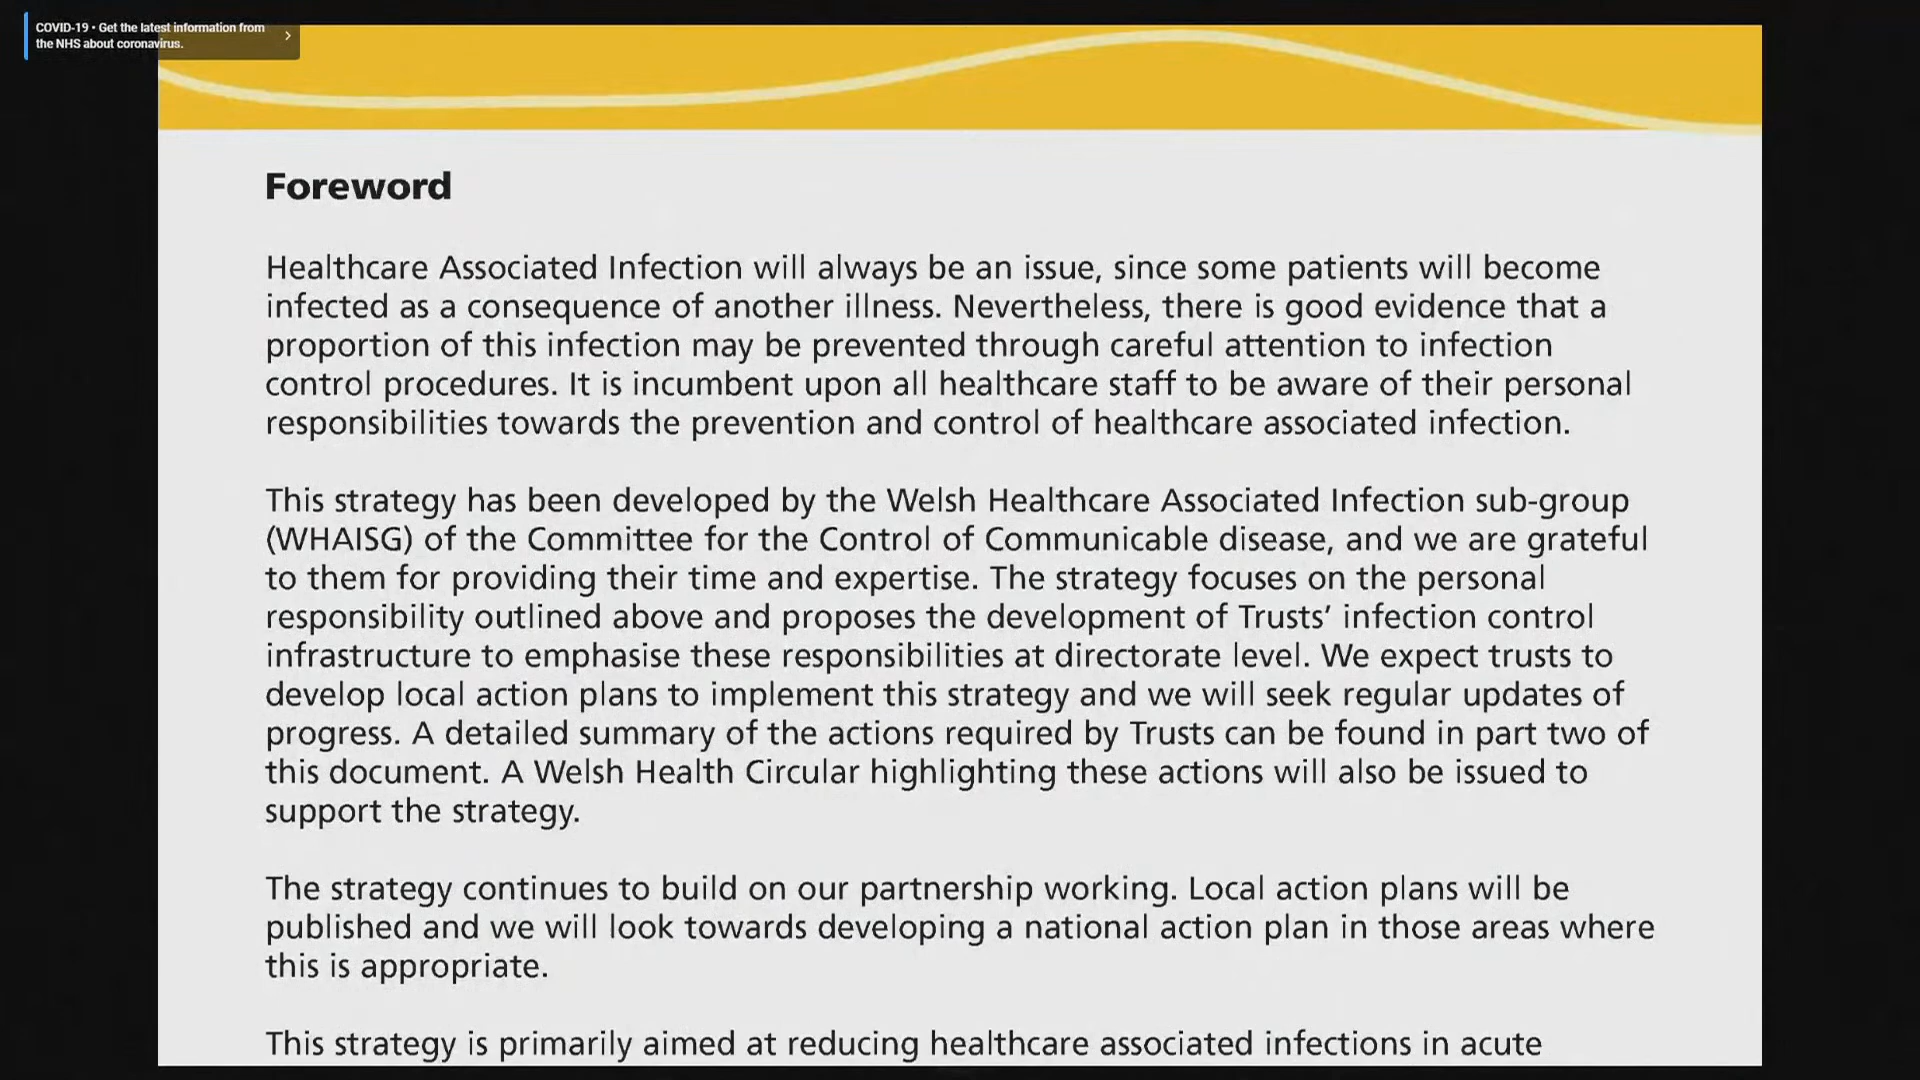 COVID-19 • Get the latest information from
the NHS about coronavirus.
Foreword
Healthcare Associated Infection will always be an issue, since some patients will become
infected as a consequence of another illness. Nevertheless, there is good evidence that a
proportion of this infection may be prevented through careful attention to infection
control procedures. It is incumbent upon all healthcare staff to be aware of their personal
responsibilities towards the prevention and control of healthcare associated infection.
This strategy has been developed by the Welsh Healthcare Associated Infection sub-group
(WHAISG) of the Committee for the Control of Communicable disease, and we are grateful
to them for providing their time and expertise. The strategy focuses on the personal
responsibility outlined above and proposes the development of Trusts’ infection control
infrastructure to emphasise these responsibilities at directorate level. We expect trusts to
develop local action plans to implement this strategy and we will seek regular updates of
progress. A detailed summary of the actions required by Trusts can be found in part two of
this document. A Welsh Health Circular highlighting these actions will also be issued to
support the strategy.
The strategy continues to build on our partnership working. Local action plans will be
published and we will look towards developing a national action plan in those areas where
this is appropriate.
This strategy is primarily aimed at reducing healthcare associated infections in acute